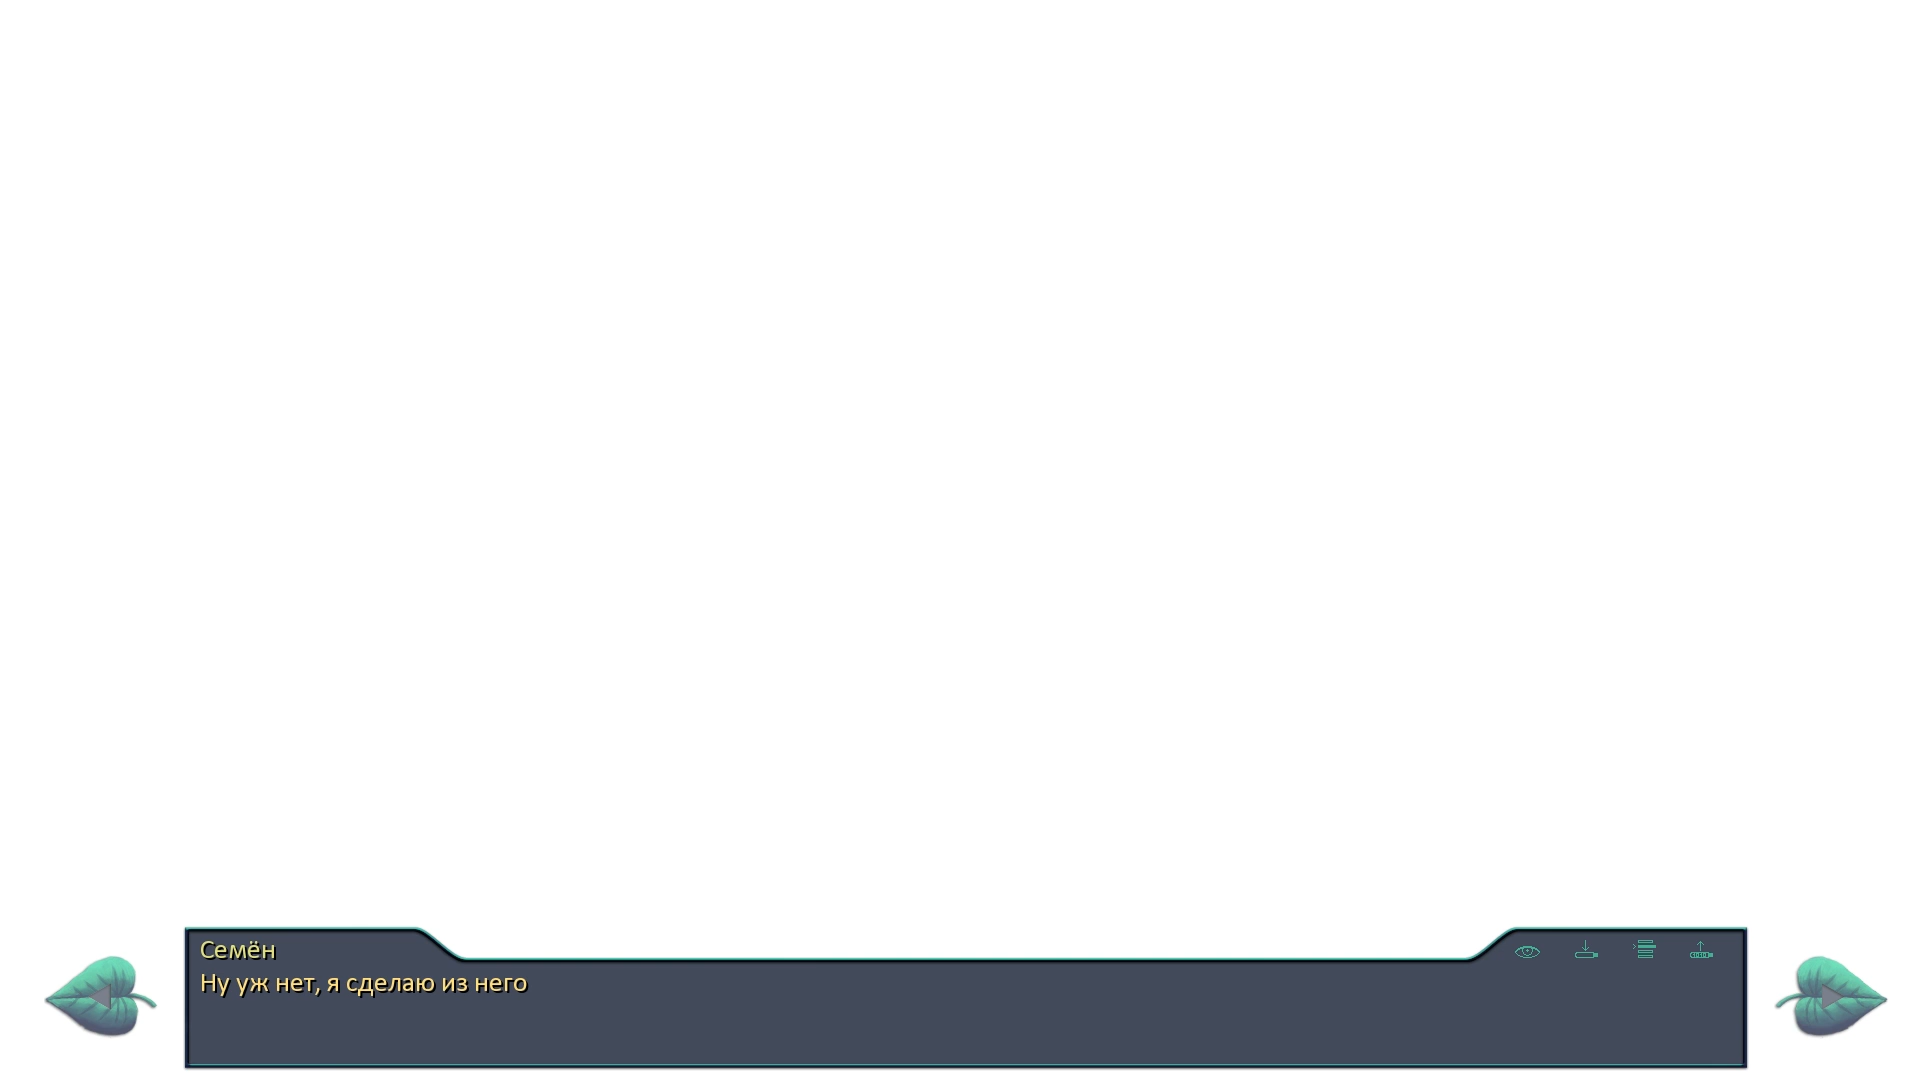 Семён
Ну уж нет, я сделаю из него